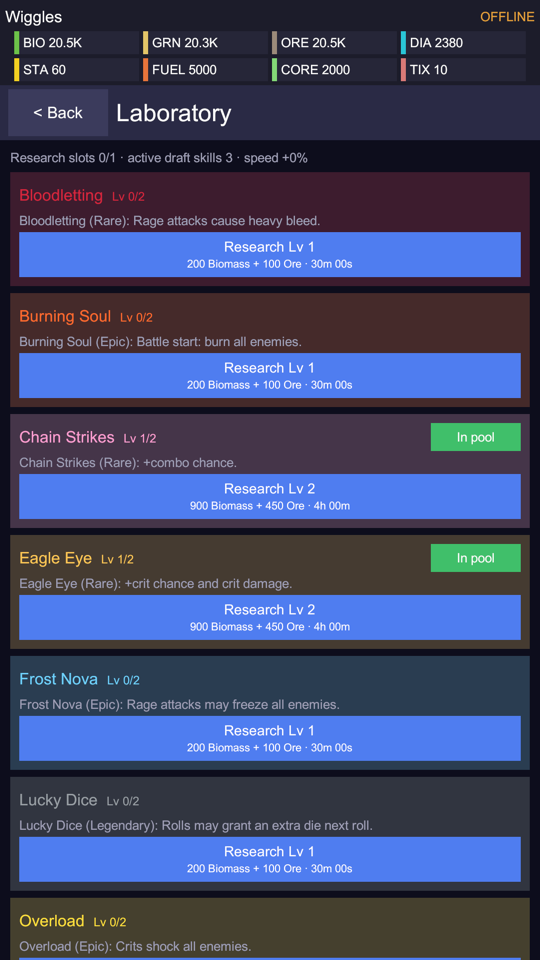 Wiggles OFFLINE
BIO 20.5K GRN 20.3K ORE 20.5K DIA 2380
STA 60 FUEL 5000 CORE 2000 TIX 10
< Back Laboratory
Research slots 0/1 · active draft skills 3 · speed +0%
Bloodletting Lv 0/2
Bloodletting (Rare): Rage attacks cause heavy bleed.
Research Lv 1
200 Biomass + 100 Ore · 30m 00s
Burning Soul Lv 0/2
Burning Soul (Epic): Battle start: burn all enemies.
Research Lv 1
200 Biomass + 100 Ore · 30m 00s
Chain Strikes Lv 1/2 In pool
Chain Strikes (Rare): +combo chance.
Research Lv 2
900 Biomass + 450 Ore · 4h 00m
Eagle Eye Lv 1/2 In pool
Eagle Eye (Rare): +crit chance and crit damage.
Research Lv 2
900 Biomass + 450 Ore · 4h 00m
Frost Nova Lv 0/2
Frost Nova (Epic): Rage attacks may freeze all enemies.
Research Lv 1
200 Biomass + 100 Ore · 30m 00s
Lucky Dice Lv 0/2
Lucky Dice (Legendary): Rolls may grant an extra die next roll.
Research Lv 1
200 Biomass + 100 Ore · 30m 00s
Overload Lv 0/2
Overload (Epic): Crits shock all enemies.